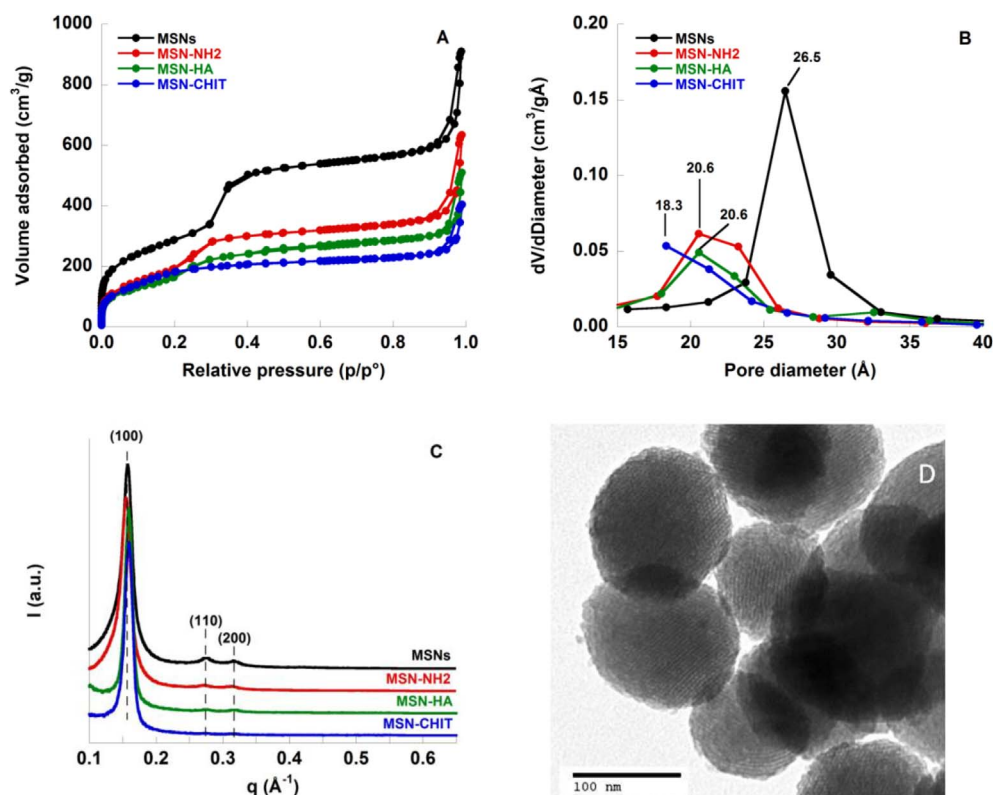 A
MSNs
MSN-NH2
MSN-HA
MSN-CHIT
1000
800
600
400
200
0
Volume adsorbed (cm³/g)
0.0 0.2 0.4 0.6 0.8 1.0
Relative pressure (p/p°)
B
MSNs
MSN-NH2
MSN-HA
MSN-CHIT
26.5
20.6
18.3
20.6
0.20
0.15
0.10
0.05
0.00
dV/dDiameter (cm³/gÅ)
15 20 25 30 35 40
Pore diameter (Å)
C
(100)
(110)
(200)
MSNs
MSN-NH2
MSN-HA
MSN-CHIT
I (a.u.)
0.1 0.2 0.3 0.4 0.5 0.6
q (Å⁻¹)
D
100 nm